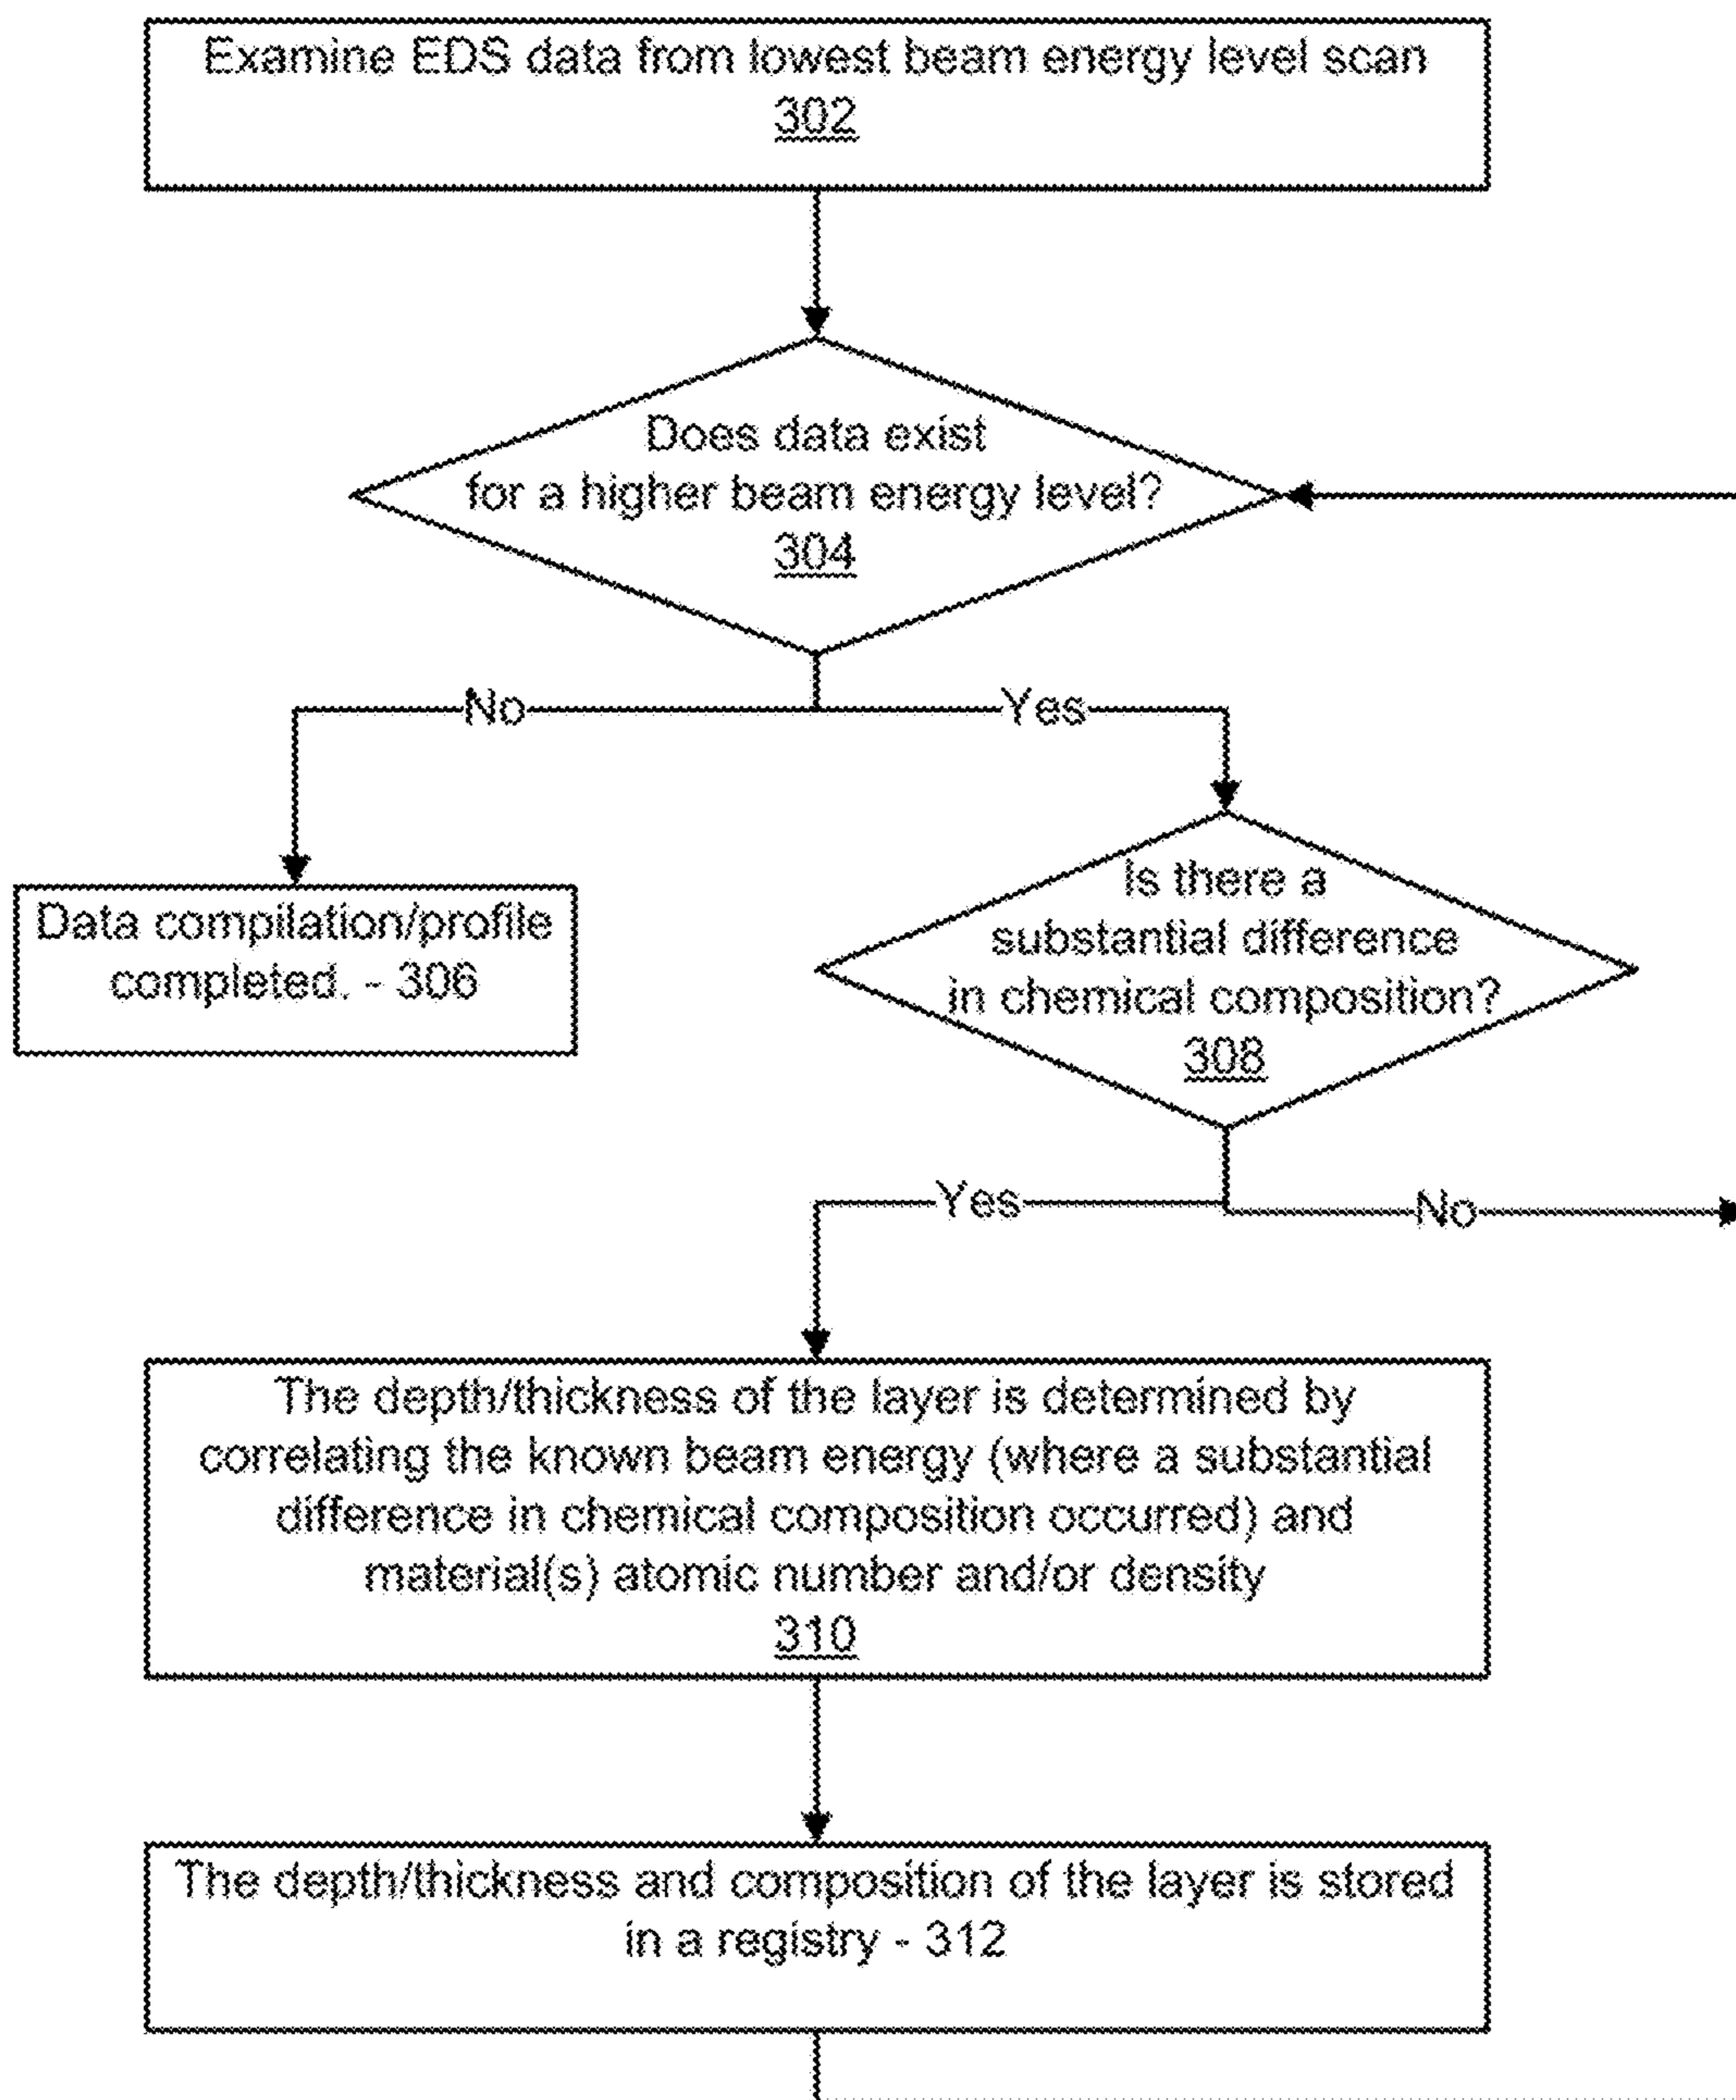 Examine EDS data from lowest beam energy level scan
302
Does data exist
for a higher beam energy level?
304
No
Yes
Data compilation/profile
completed. - 306
Is there a
substantial difference
in chemical composition?
308
Yes
No
The depth/thickness of the layer is determined by
correlating the known beam energy (where a substantial
difference in chemical composition occurred) and
material(s) atomic number and/or density
310
The depth/thickness and composition of the layer is stored
in a registry - 312